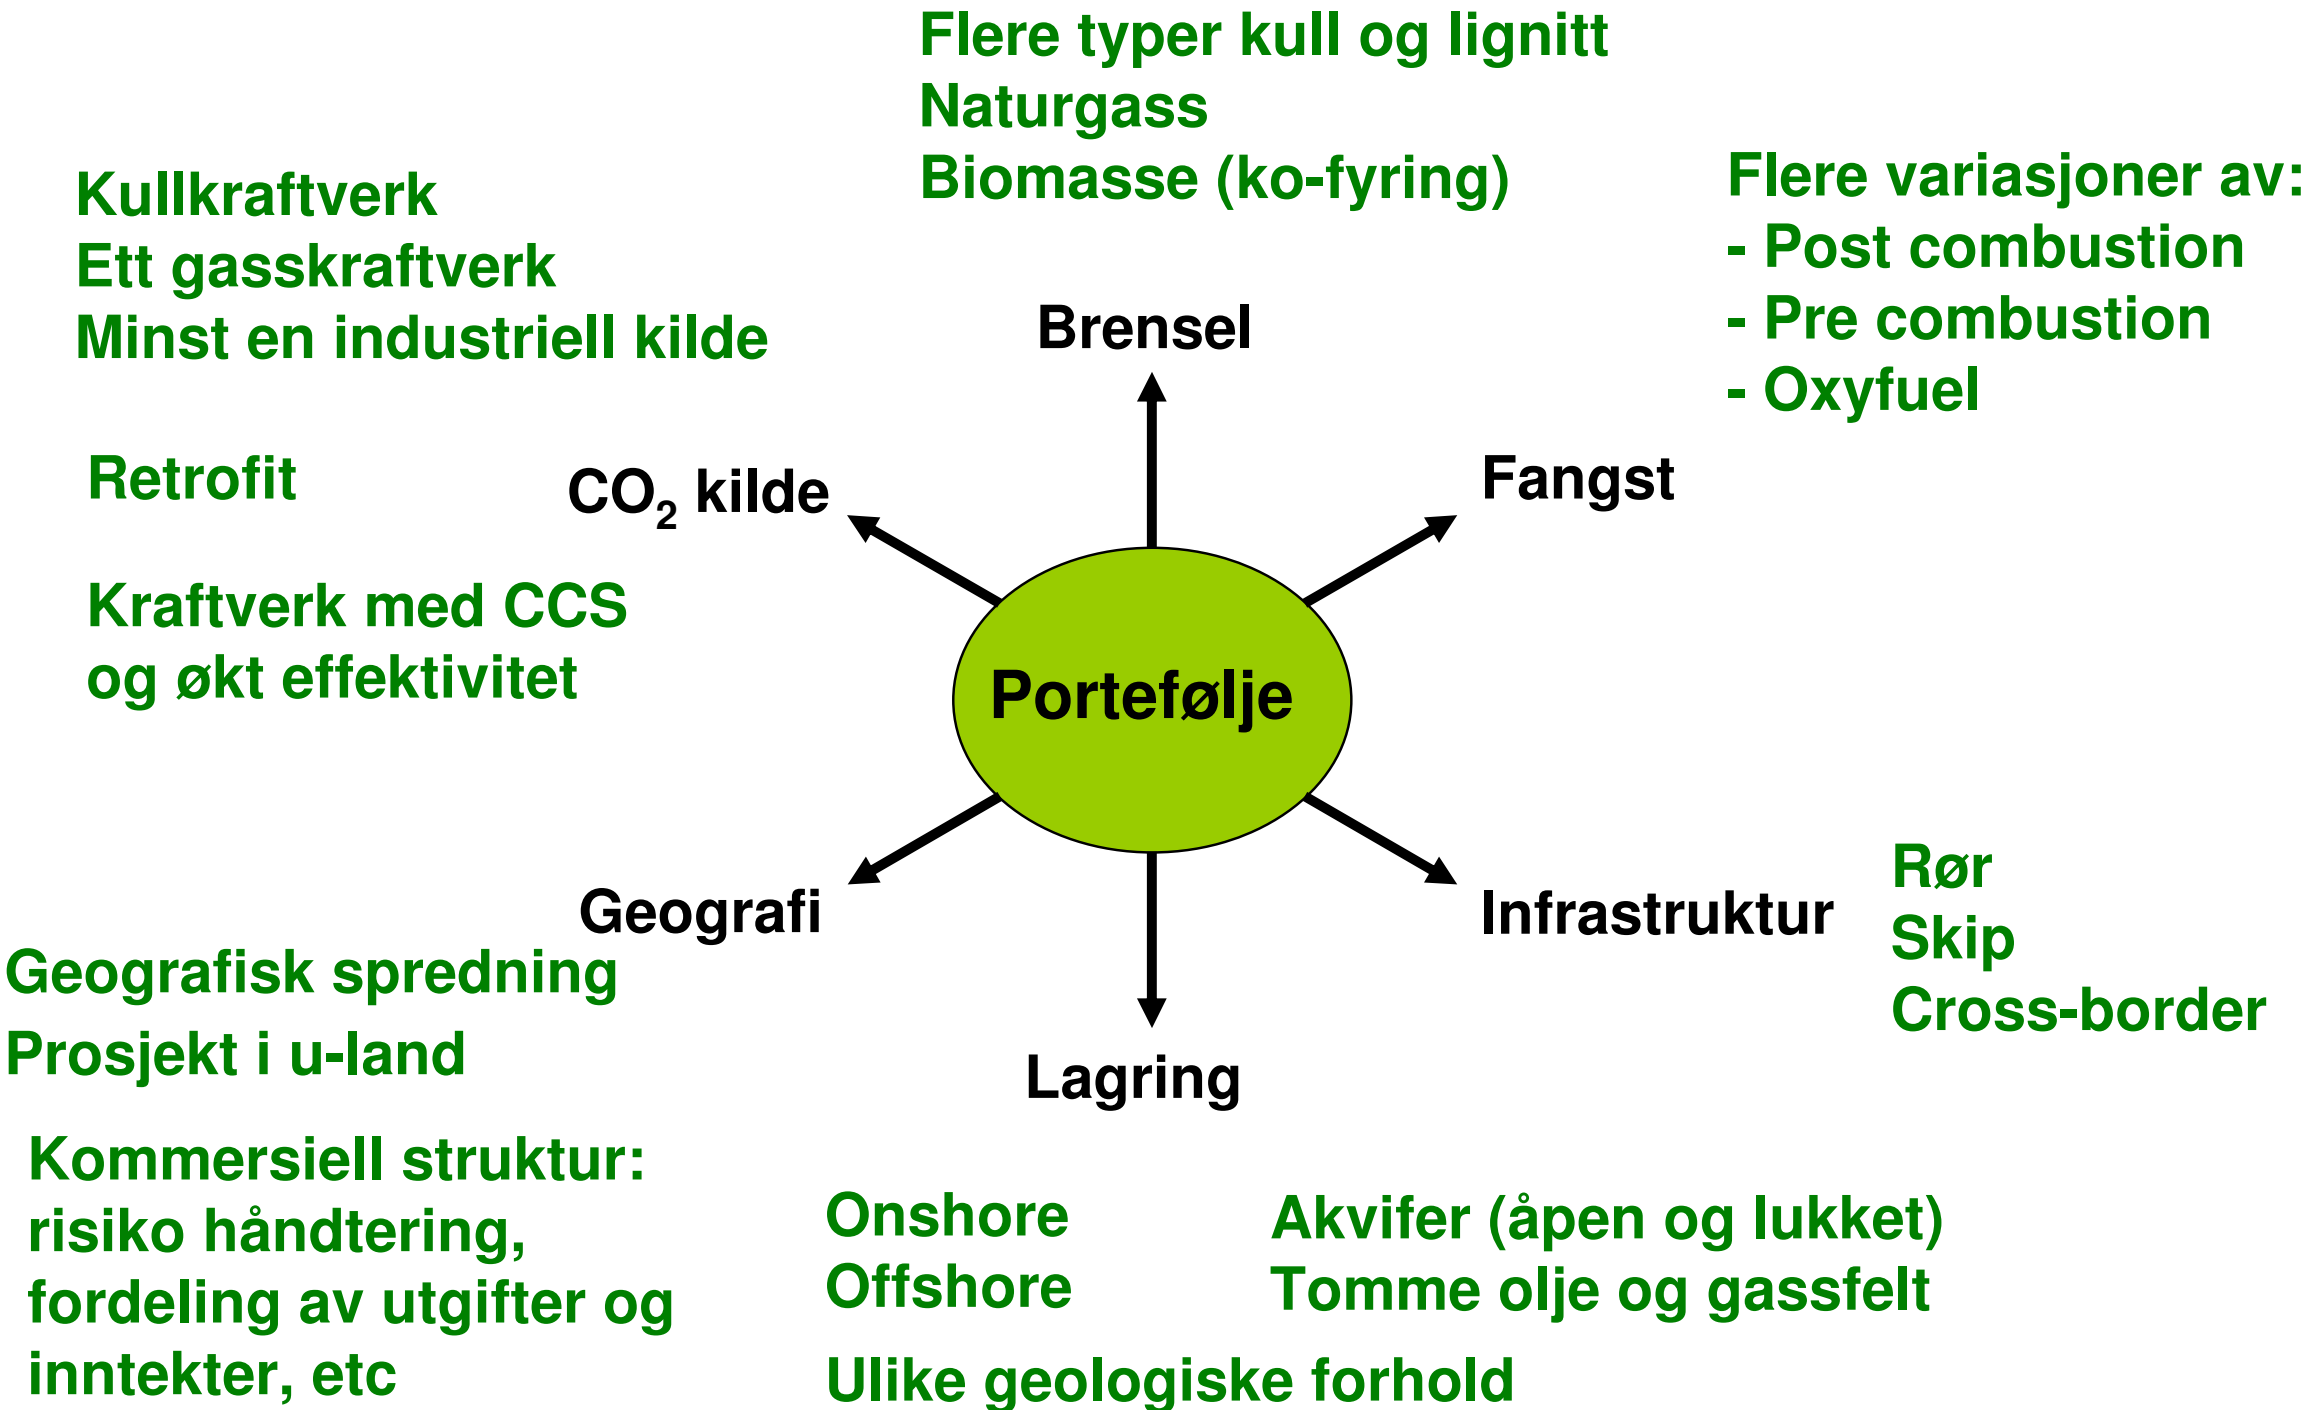 Flere typer kull og lignitt
Naturgass
Biomasse (ko-fyring)
Kullkraftverk
Ett gasskraftverk
Minst en industriell kilde
Flere variasjoner av:
- Post combustion
- Pre combustion
- Oxyfuel
Brensel
Retrofit
CO₂ kilde
Fangst
Kraftverk med CCS
og økt effektivitet
Portefølje
Geografi
Infrastruktur
Rør
Skip
Cross-border
Geografisk spredning
Prosjekt i u-land
Lagring
Kommersiell struktur:
risiko håndtering,
fordeling av utgifter og
inntekter, etc
Onshore
Offshore
Akvifer (åpen og lukket)
Tomme olje og gassfelt
Ulike geologiske forhold